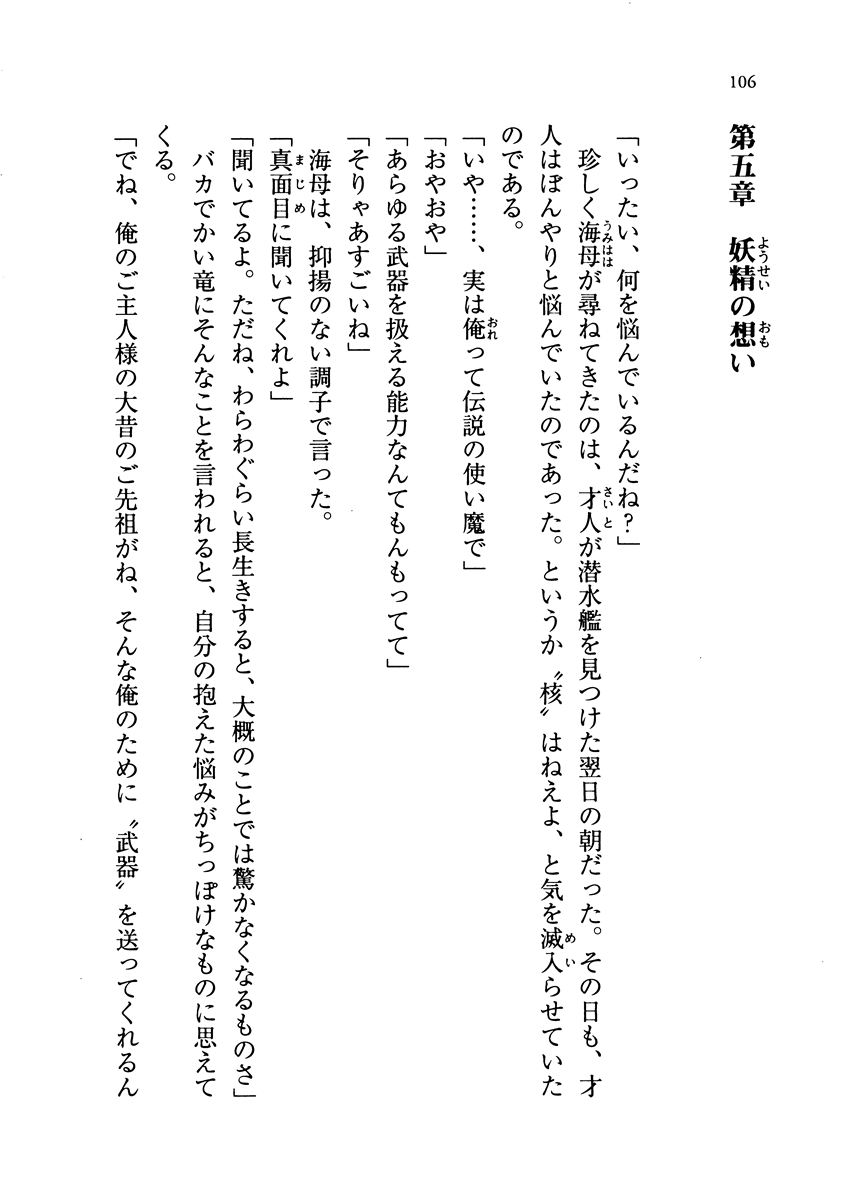 106
第五章　妖精の想い
「いったい、何を悩んでいるんだね？」
　珍しく海母が尋ねてきたのは、才人が潜水艦を見つけた翌日の朝だった。その日も、才
人はぼんやりと悩んでいたのであった。というか〝核〟はねえよ、と気を滅入らせていた
のである。
「いや……、実は俺って伝説の使い魔で」
「おやおや」
「あらゆる武器を扱える能力なんてもんもってて」
「そりゃあすごいね」
　海母は、抑揚のない調子で言った。
「真面目に聞いてくれよ」
「聞いてるよ。ただね、わらわぐらい長生きすると、大概のことでは驚かなくなるものさ」
　バカでかい竜にそんなことを言われると、自分の抱えた悩みがちっぽけなものに思えて
くる。
「でね、俺のご主人様の大昔のご先祖がね、そんな俺のために〝武器〟を送ってくれるん